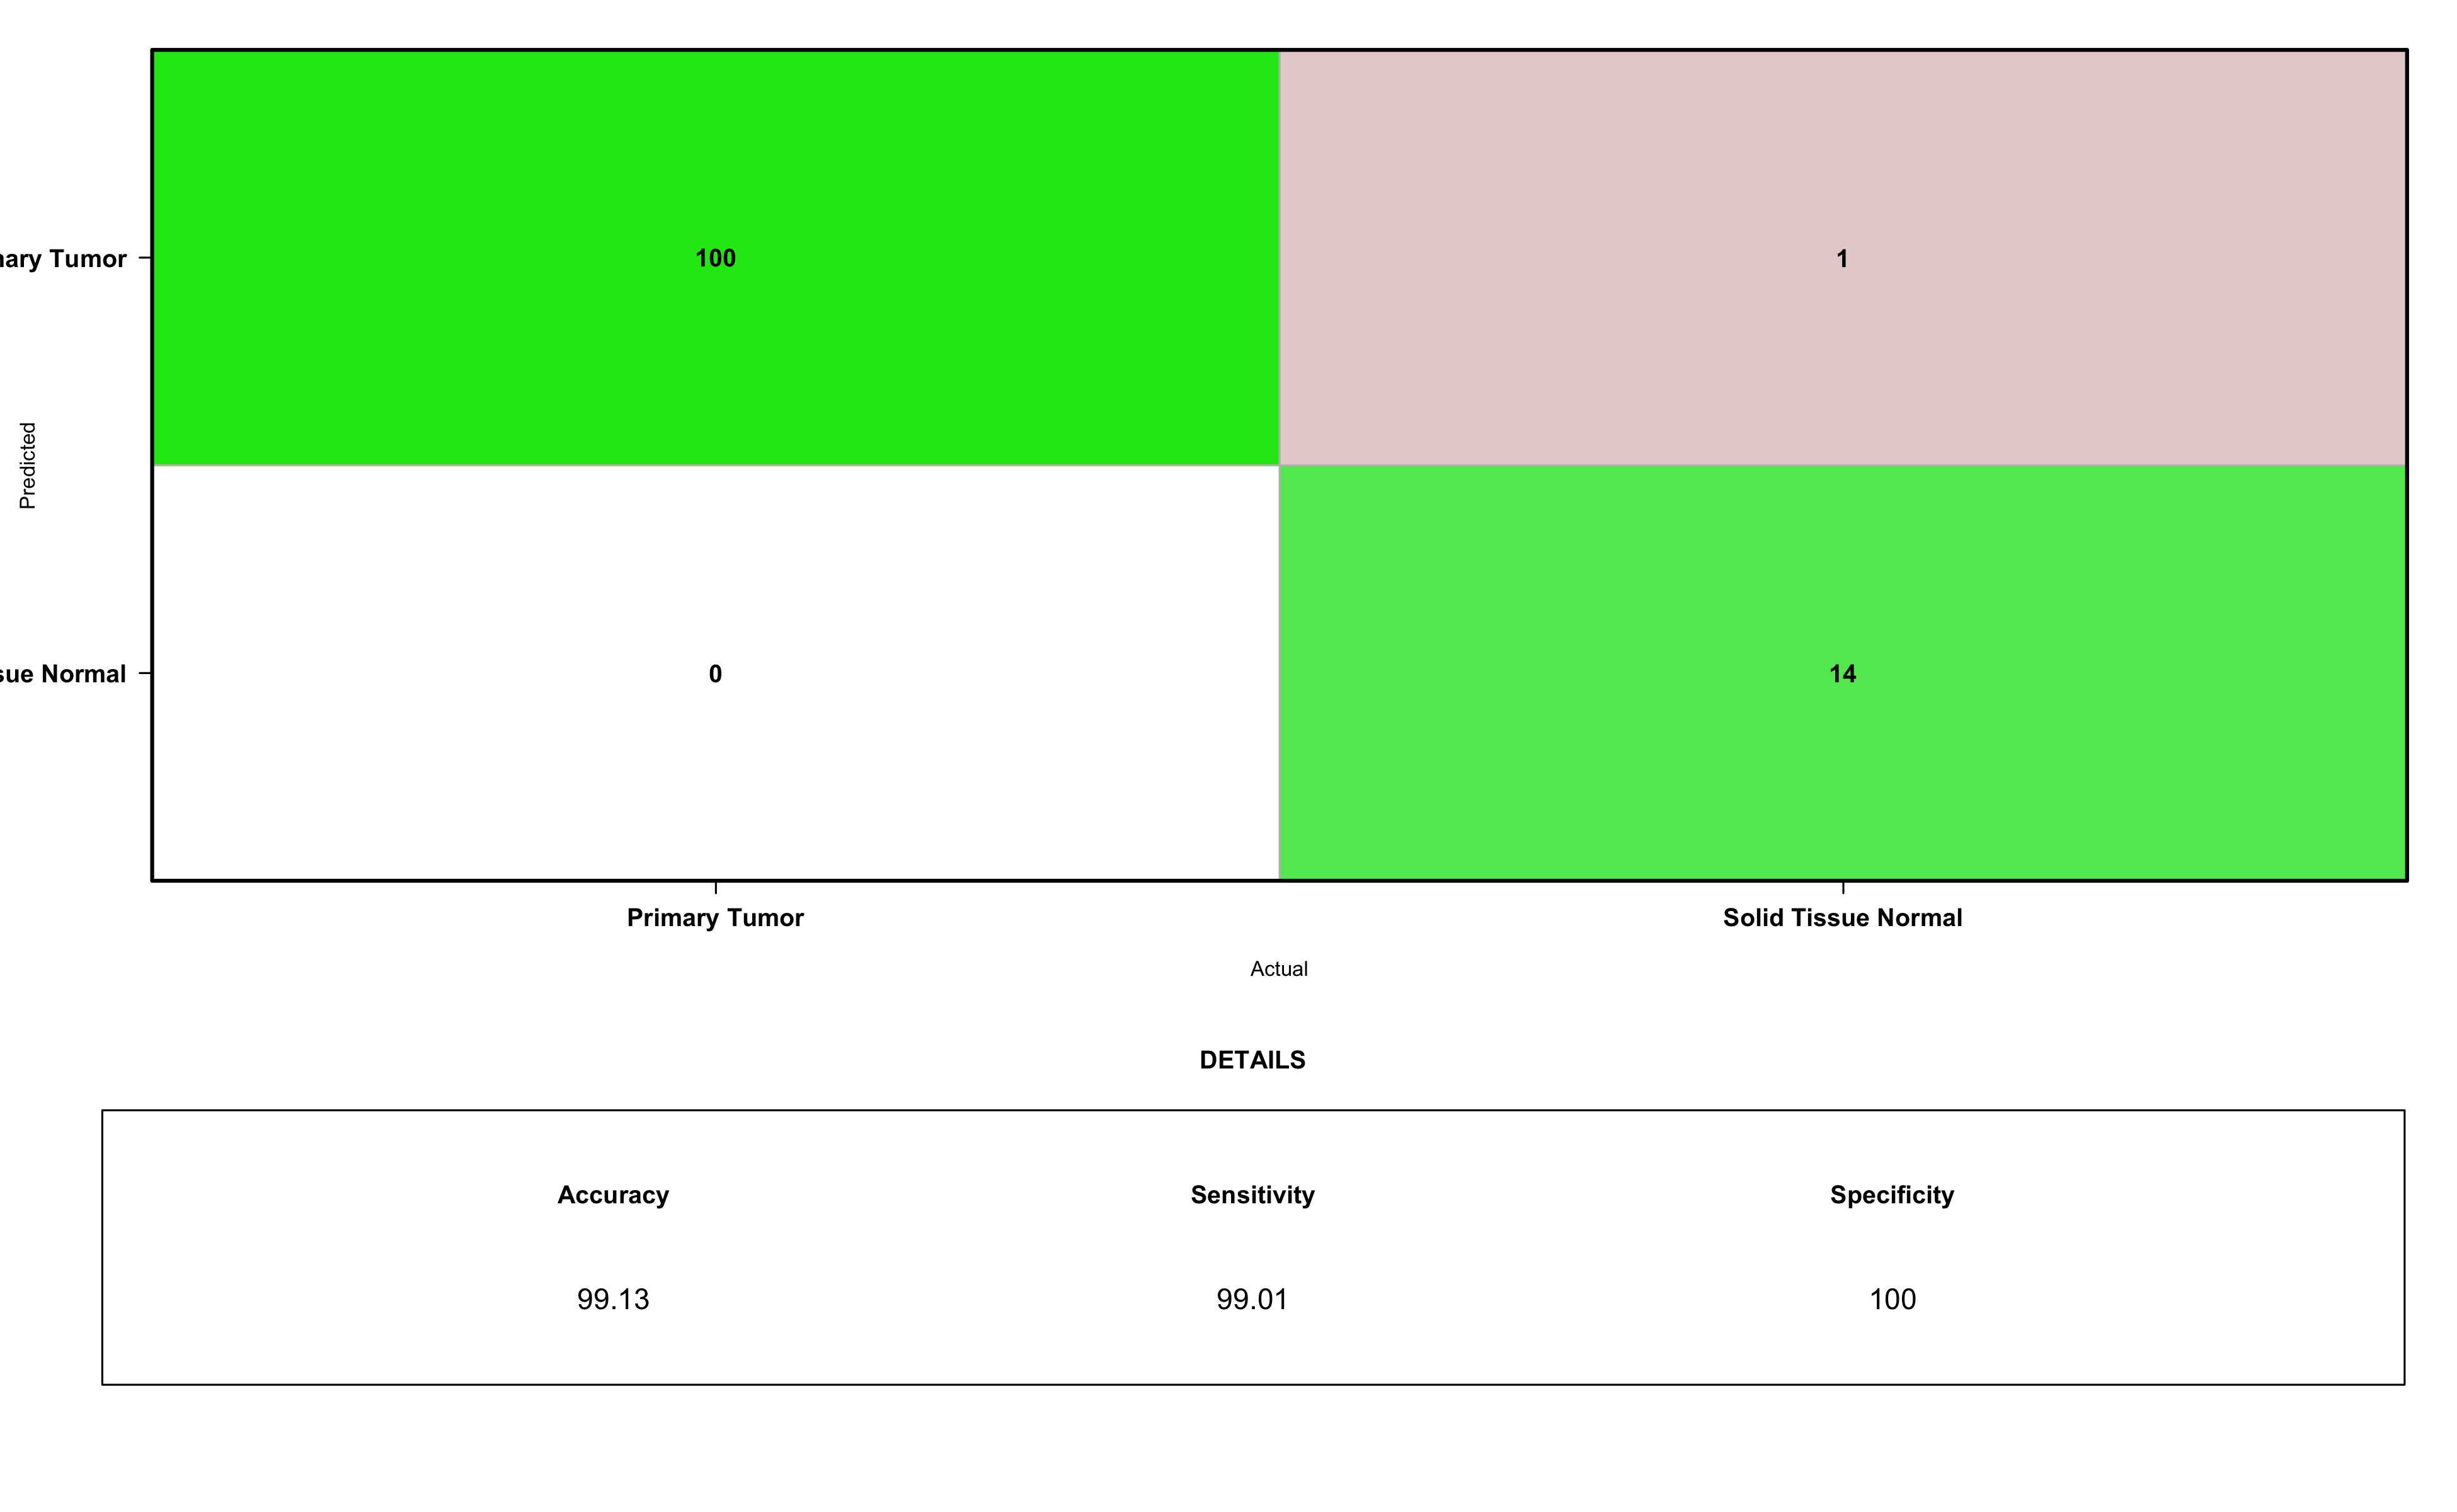 ary Tumor
100
1
Predicted
sue Normal
0
14
Primary Tumor
Solid Tissue Normal
Actual
DETAILS
Accuracy
Sensitivity
Specificity
99.13
99.01
100